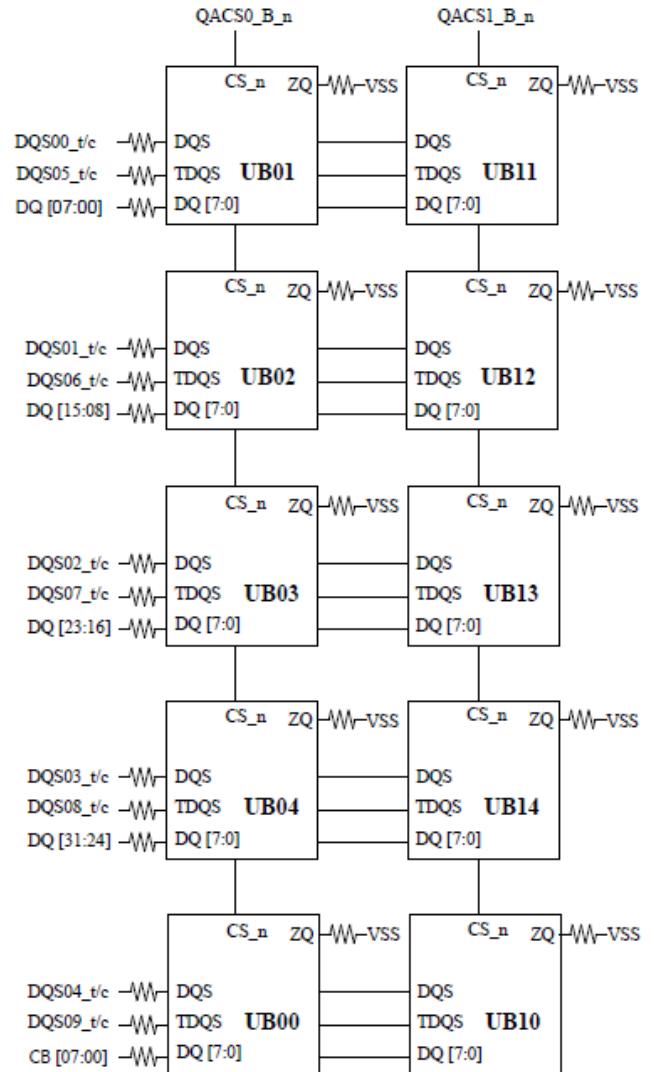 QACS0_B_n QACS1_B_n
CS_n ZQ VSS CS_n ZQ VSS
DQS00_t/c DQS DQS
DQS05_t/c TDQS UB01 TDQS UB11
DQ [07:00] DQ [7:0] DQ [7:0]
CS_n ZQ VSS CS_n ZQ VSS
DQS01_t/c DQS DQS
DQS06_t/c TDQS UB02 TDQS UB12
DQ [15:08] DQ [7:0] DQ [7:0]
CS_n ZQ VSS CS_n ZQ VSS
DQS02_t/c DQS DQS
DQS07_t/c TDQS UB03 TDQS UB13
DQ [23:16] DQ [7:0] DQ [7:0]
CS_n ZQ VSS CS_n ZQ VSS
DQS03_t/c DQS DQS
DQS08_t/c TDQS UB04 TDQS UB14
DQ [31:24] DQ [7:0] DQ [7:0]
CS_n ZQ VSS CS_n ZQ VSS
DQS04_t/c DQS DQS
DQS09_t/c TDQS UB00 TDQS UB10
CB [07:00] DQ [7:0] DQ [7:0]